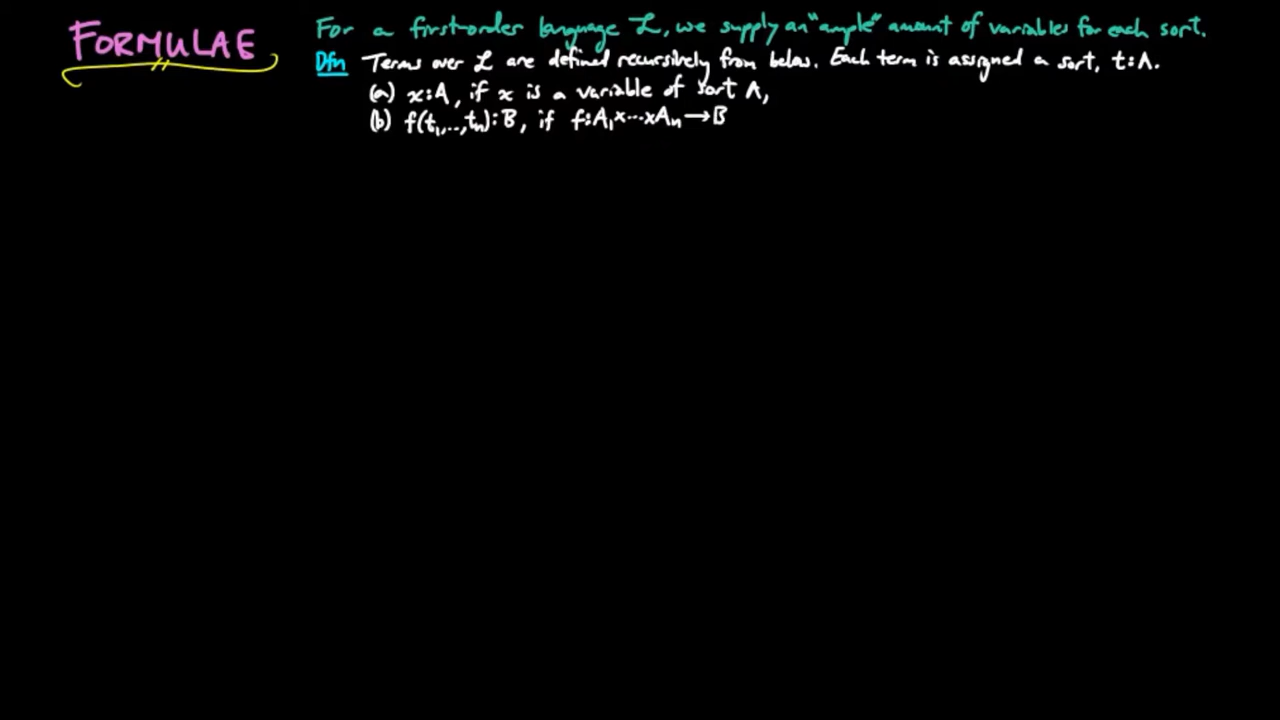 FORMULAE
For a first-order language ℒ, we supply an "ample" amount of variables for each sort.
Dfn Terms over ℒ are defined recursively from below. Each term is assigned a sort, t:A.
(a) x:A, if x is a variable of sort A,
(b) f(t₁,..,tₙ):B, if f:A₁×···×Aₙ→B